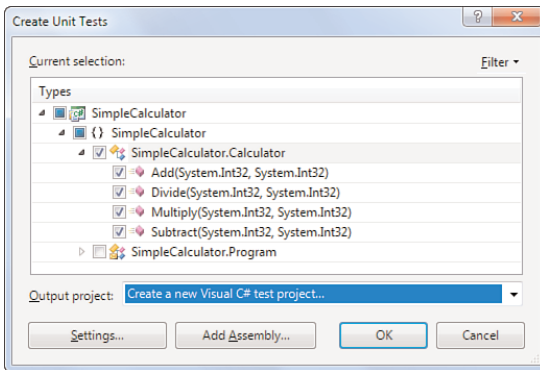 Create Unit Tests
Current selection:
Filter
Types
SimpleCalculator
{} SimpleCalculator
SimpleCalculator.Calculator
Add(System.Int32, System.Int32)
Divide(System.Int32, System.Int32)
Multiply(System.Int32, System.Int32)
Subtract(System.Int32, System.Int32)
SimpleCalculator.Program
Output project: Create a new Visual C# test project...
Settings... Add Assembly... OK Cancel